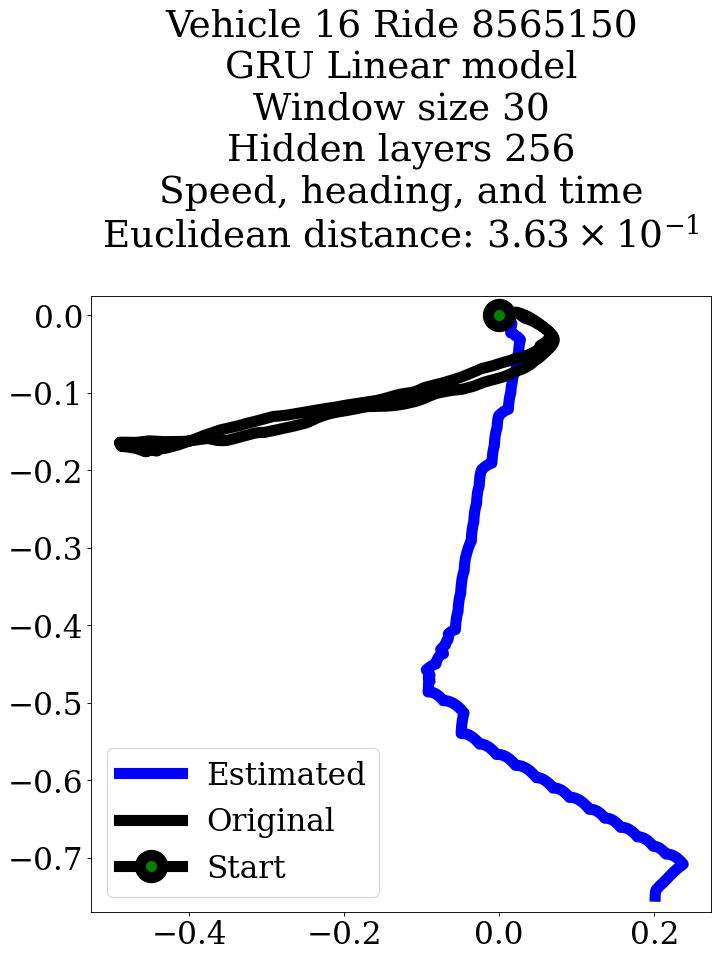 Vehicle 16 Ride 8565150
GRU Linear model
Window size 30
Hidden layers 256
Speed, heading, and time
Euclidean distance: 3.63 × 10⁻¹
0.0
−0.1
−0.2
−0.3
−0.4
−0.5
−0.6
−0.7
Estimated
Original
Start
−0.4 −0.2 0.0 0.2